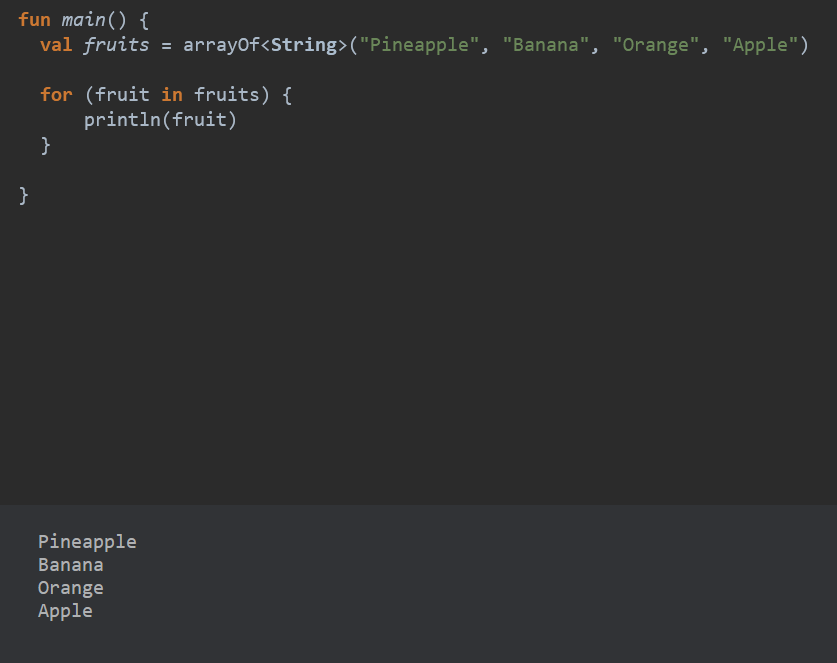 fun main() {
  val fruits = arrayOf<String>("Pineapple", "Banana", "Orange", "Apple")
  for (fruit in fruits) {
      println(fruit)
  }
}
Pineapple
Banana
Orange
Apple